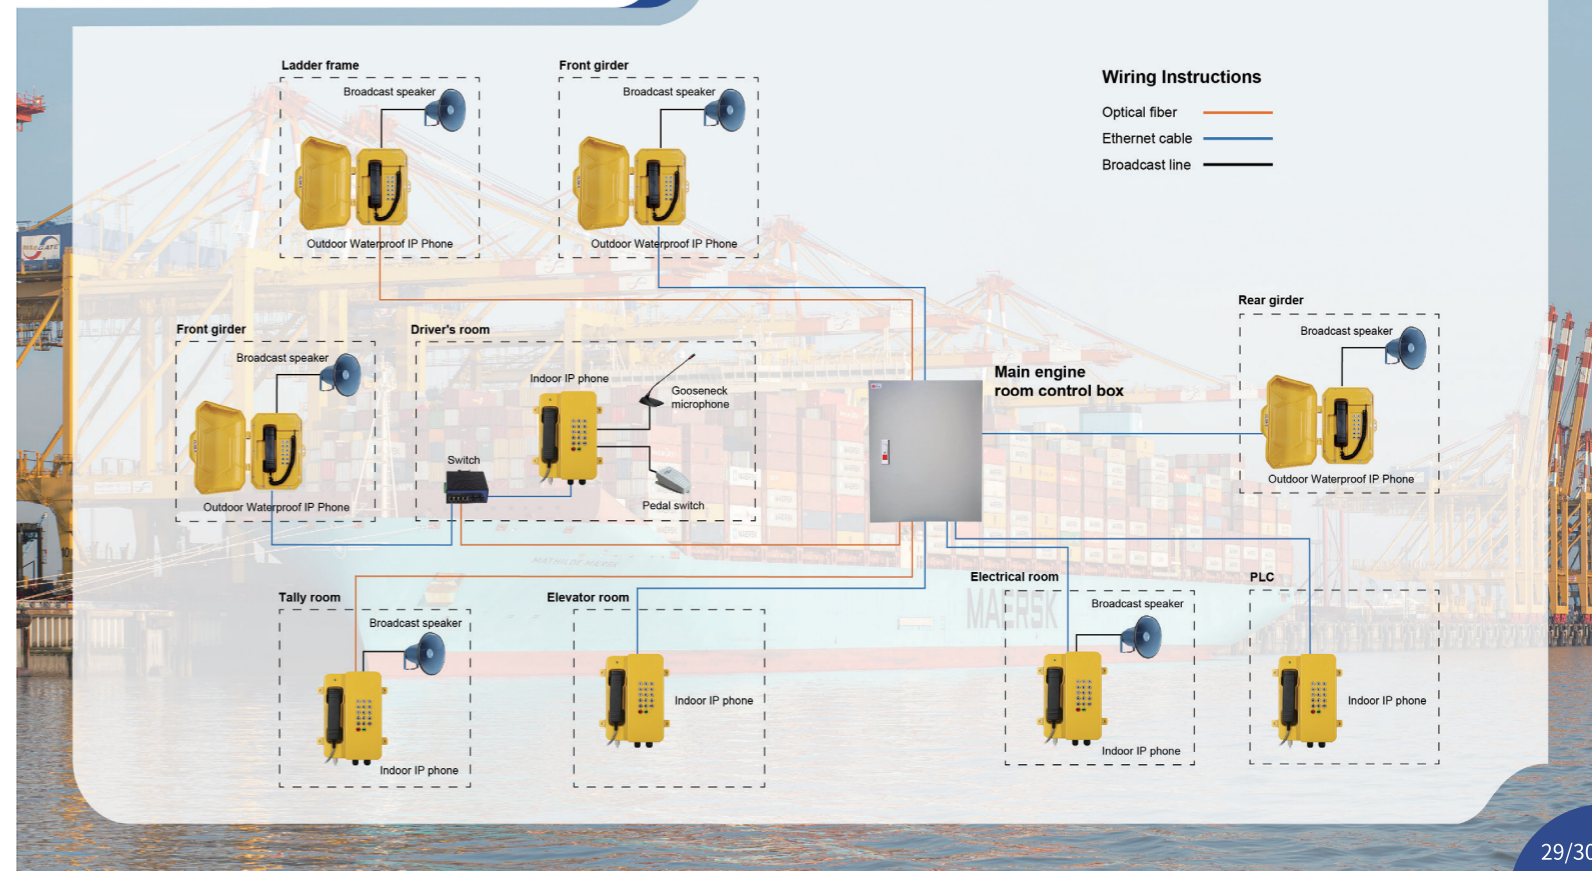 Ladder frame
Broadcast speaker
Outdoor Waterproof IP Phone
Front girder
Broadcast speaker
Outdoor Waterproof IP Phone
Wiring Instructions
Optical fiber
Ethernet cable
Broadcast line
Front girder
Broadcast speaker
Outdoor Waterproof IP Phone
Driver's room
Indoor IP phone
Gooseneck
microphone
Switch
Pedal switch
Main engine
room control box
Rear girder
Broadcast speaker
Outdoor Waterproof IP Phone
Tally room
Broadcast speaker
Indoor IP phone
Elevator room
Indoor IP phone
Electrical room
Broadcast speaker
Indoor IP phone
PLC
Indoor IP phone
MAERSK
29/30